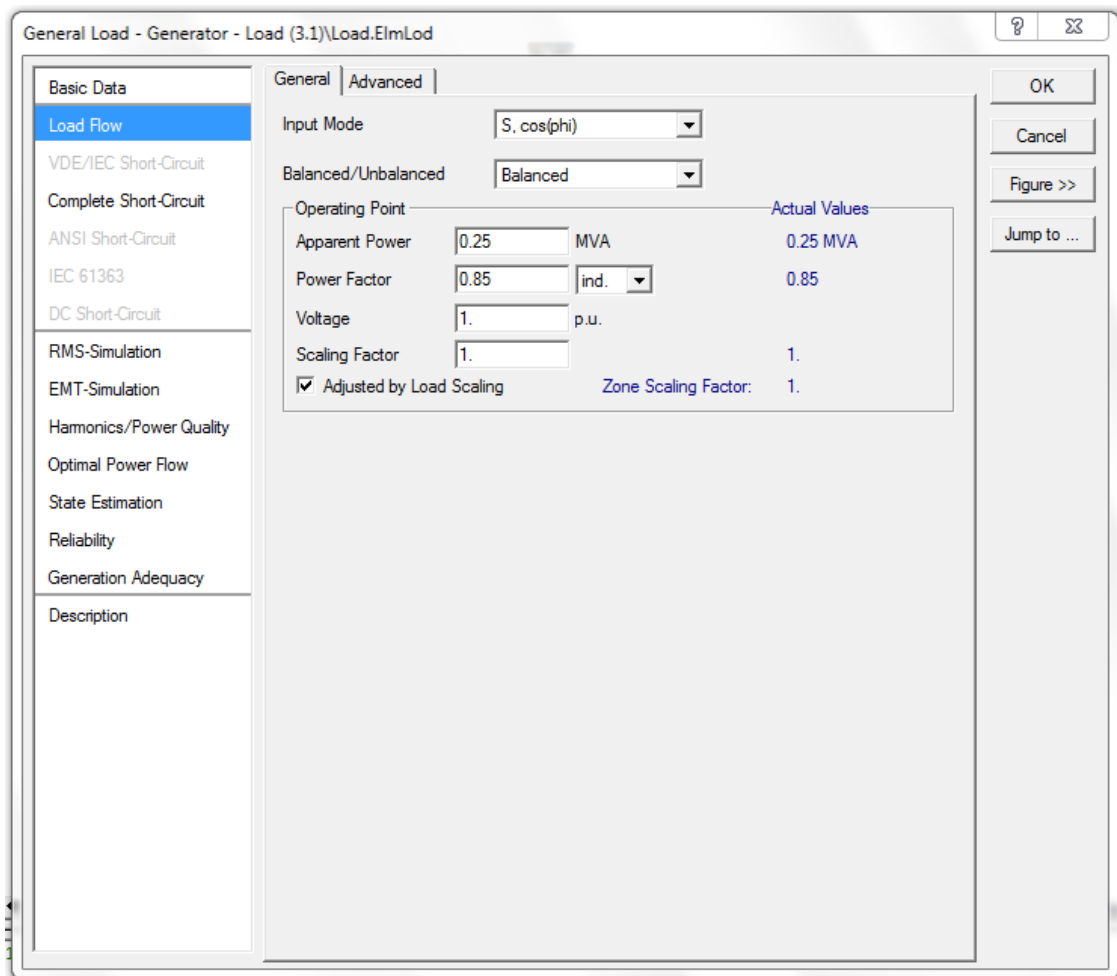 General Load - Generator - Load (3.1)\Load.ElmLod
?
Basic Data
Load Flow
VDE/IEC Short-Circuit
Complete Short-Circuit
ANSI Short-Circuit
IEC 61363
DC Short-Circuit
RMS-Simulation
EMT-Simulation
Harmonics/Power Quality
Optimal Power Flow
State Estimation
Reliability
Generation Adequacy
Description
General Advanced
Input Mode S, cos(phi)
Balanced/Unbalanced Balanced
Operating Point Actual Values
Apparent Power 0.25 MVA 0.25 MVA
Power Factor 0.85 ind. 0.85
Voltage 1. p.u.
Scaling Factor 1. 1.
Adjusted by Load Scaling Zone Scaling Factor: 1.
OK
Cancel
Figure >>
Jump to ...